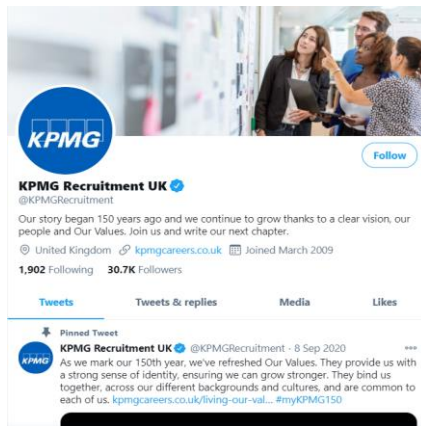 KPMG
Follow
KPMG Recruitment UK
@KPMGRecruitment
Our story began 150 years ago and we continue to grow thanks to a clear vision, our
people and Our Values. Join us and write our next chapter.
United Kingdom kpmgcareers.co.uk Joined March 2009
1,902 Following 30.7K Followers
Tweets Tweets & replies Media Likes
Pinned Tweet
KPMG Recruitment UK @KPMGRecruitment · 8 Sep 2020
KPMG
As we mark our 150th year, we've refreshed Our Values. They provide us with
a strong sense of identity, ensuring we can grow stronger. They bind us
together, across our different backgrounds and cultures, and are common to
each of us. kpmgcareers.co.uk/living-our-val... #myKPMG150